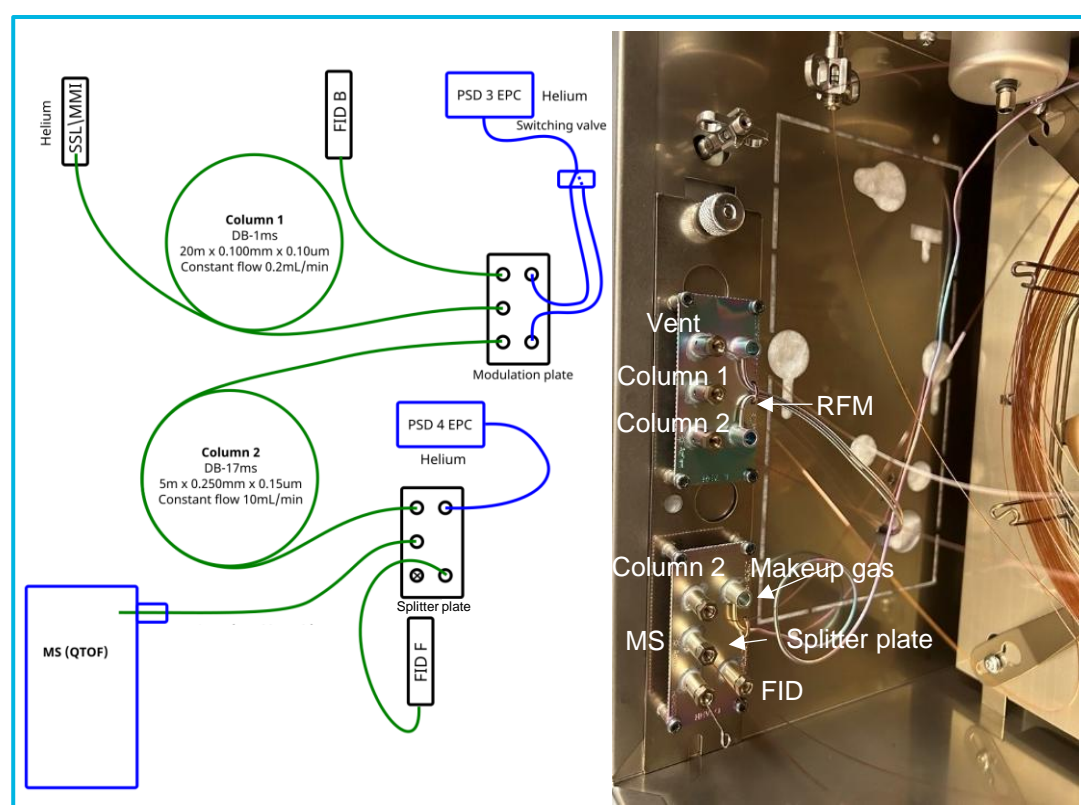 Helium
SSL\MMI
FID B
PSD 3 EPC
Helium
Switching valve
Column 1
DB-1ms
20m x 0.100mm x 0.10um
Constant flow 0.2mL/min
Modulation plate
PSD 4 EPC
Helium
Column 2
DB-17ms
5m x 0.250mm x 0.15um
Constant flow 10mL/min
Splitter plate
MS (QTOF)
FID F
Vent
Column 1
RFM
Column 2
Column 2
Makeup gas
MS
Splitter plate
FID